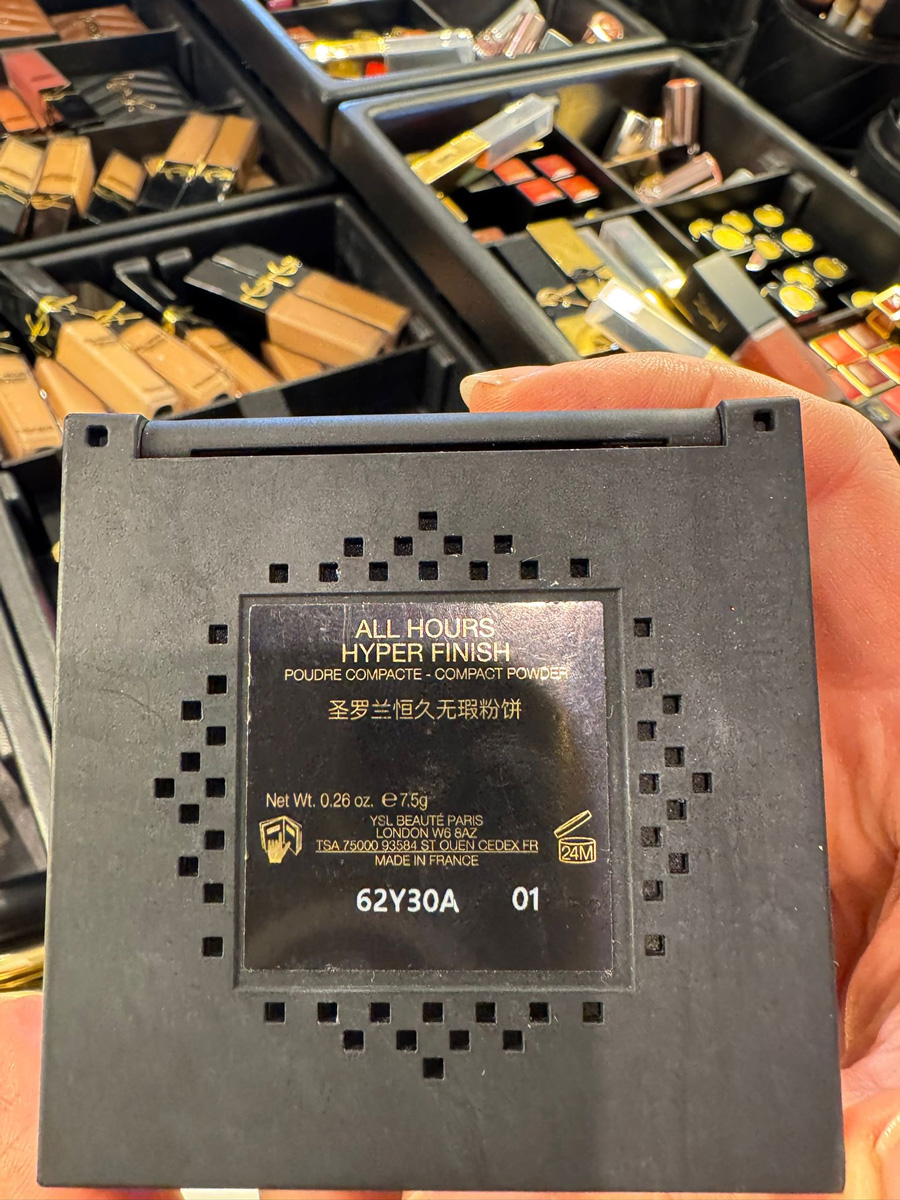 ALL HOURS
HYPER FINISH
POUDRE COMPACTE - COMPACT POWDER
圣罗兰恒久无瑕粉饼
Net Wt. 0.26 oz. ℮ 7.5g
YSL BEAUTÉ PARIS
LONDON W6 8AZ
TSA 75000 93584 ST OUEN CEDEX FR
MADE IN FRANCE
24M
62Y30A 01